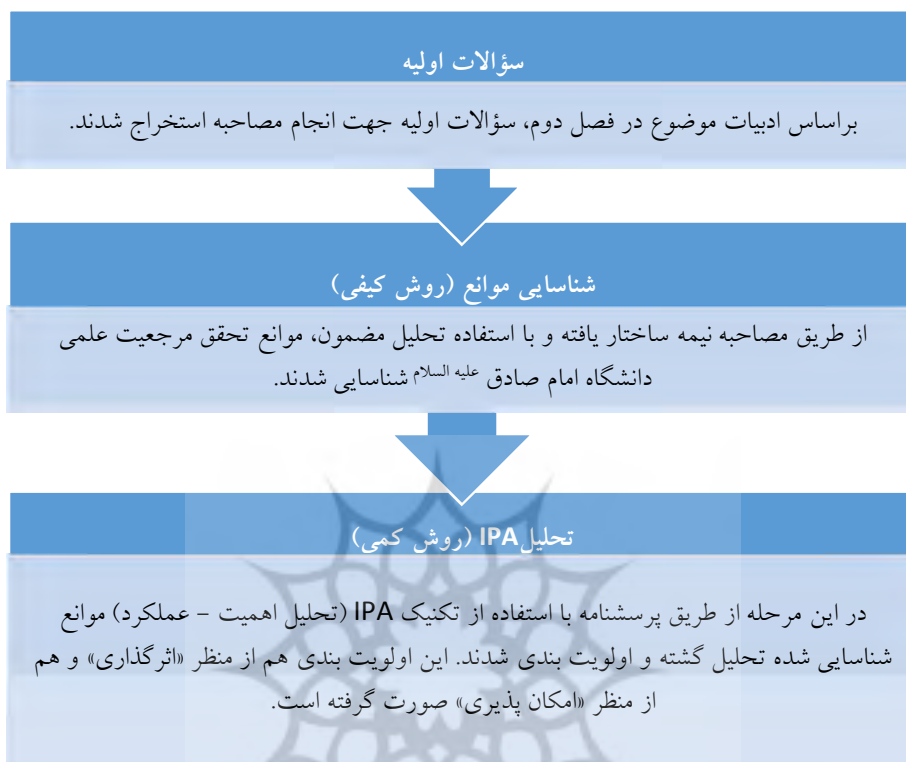 سؤالات اولیه
براساس ادبیات موضوع در فصل دوم، سؤالات اولیه جهت انجام مصاحبه استخراج شدند.
شناسایی موانع (روش کیفی)
از طریق مصاحبه نیمه ساختار یافته و با استفاده تحلیل مضمون، موانع تحقق مرجعیت علمی
دانشگاه امام صادق علیه السلام شناسایی شدند.
تحلیل IPA (روش کمی)
در این مرحله از طریق پرسشنامه با استفاده از تکنیک IPA (تحلیل اهمیت – عملکرد) موانع
شناسایی شده تحلیل گشته و اولویت بندی شدند. این اولویت بندی هم از منظر «اثرگذاری» و هم
از منظر «امکان پذیری» صورت گرفته است.